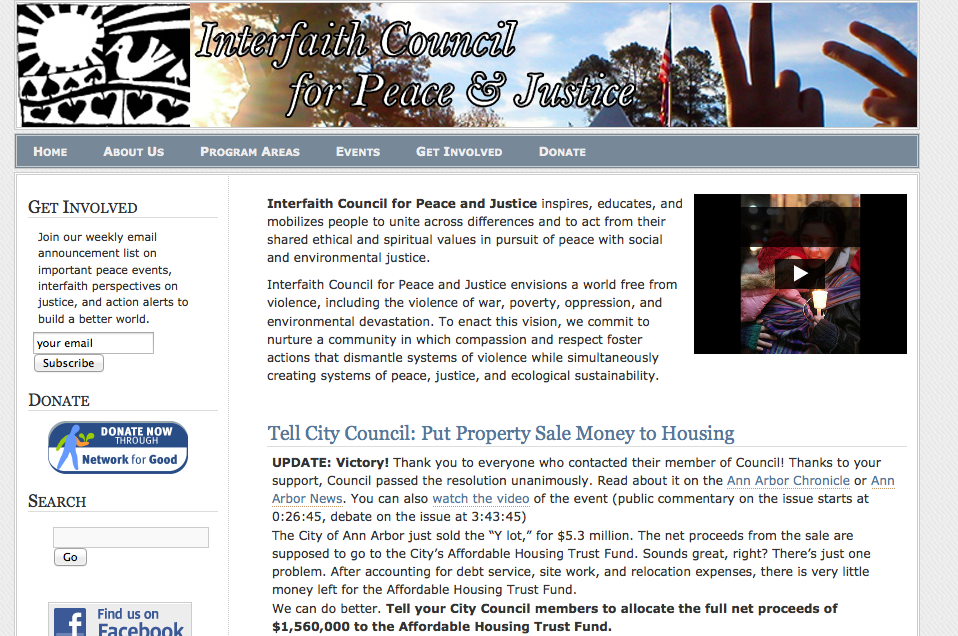 Interfaith Council
for Peace & Justice
Home About Us Program Areas Events Get Involved Donate
Get Involved
Join our weekly email
announcement list on
important peace events,
interfaith perspectives on
justice, and action alerts to
build a better world.
your email
Subscribe
Donate
DONATE NOW
THROUGH
Network for Good
Search
Go
Find us on
Facebook
Interfaith Council for Peace and Justice inspires, educates, and
mobilizes people to unite across differences and to act from their
shared ethical and spiritual values in pursuit of peace with social
and environmental justice.
Interfaith Council for Peace and Justice envisions a world free from
violence, including the violence of war, poverty, oppression, and
environmental devastation. To enact this vision, we commit to
nurture a community in which compassion and respect foster
actions that dismantle systems of violence while simultaneously
creating systems of peace, justice, and ecological sustainability.
Tell City Council: Put Property Sale Money to Housing
UPDATE: Victory! Thank you to everyone who contacted their member of Council! Thanks to your
support, Council passed the resolution unanimously. Read about it on the Ann Arbor Chronicle or Ann
Arbor News. You can also watch the video of the event (public commentary on the issue starts at
0:26:45, debate on the issue at 3:43:45)
The City of Ann Arbor just sold the “Y lot,” for $5.3 million. The net proceeds from the sale are
supposed to go to the City’s Affordable Housing Trust Fund. Sounds great, right? There’s just one
problem. After accounting for debt service, site work, and relocation expenses, there is very little
money left for the Affordable Housing Trust Fund.
We can do better. Tell your City Council members to allocate the full net proceeds of
$1,560,000 to the Affordable Housing Trust Fund.